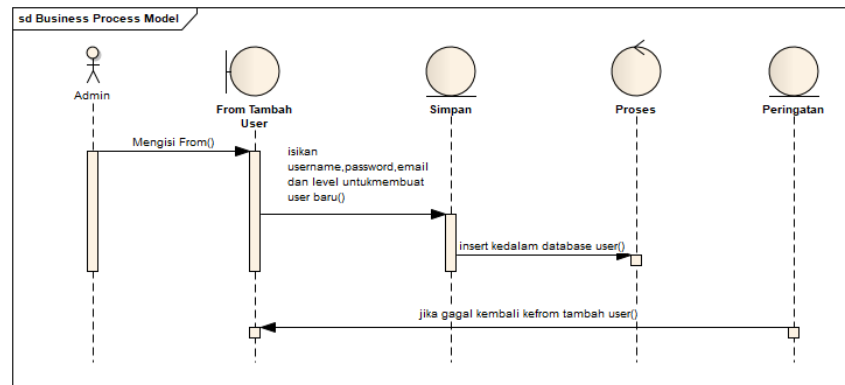 sd Business Process Model
Admin
From Tambah
User
Simpan
Proses
Peringatan
Mengisi From()
isikan
username,password,email
dan level untukmembuat
user baru()
insert kedalam database user()
jika gagal kembali kefrom tambah user()